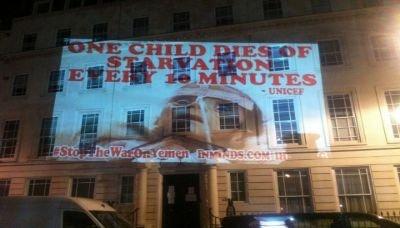 ONE CHILD DIES OF
STARVATION
EVERY 10 MINUTES
- UNICEF
#StopTheWarOnYemen INMINDS.COM